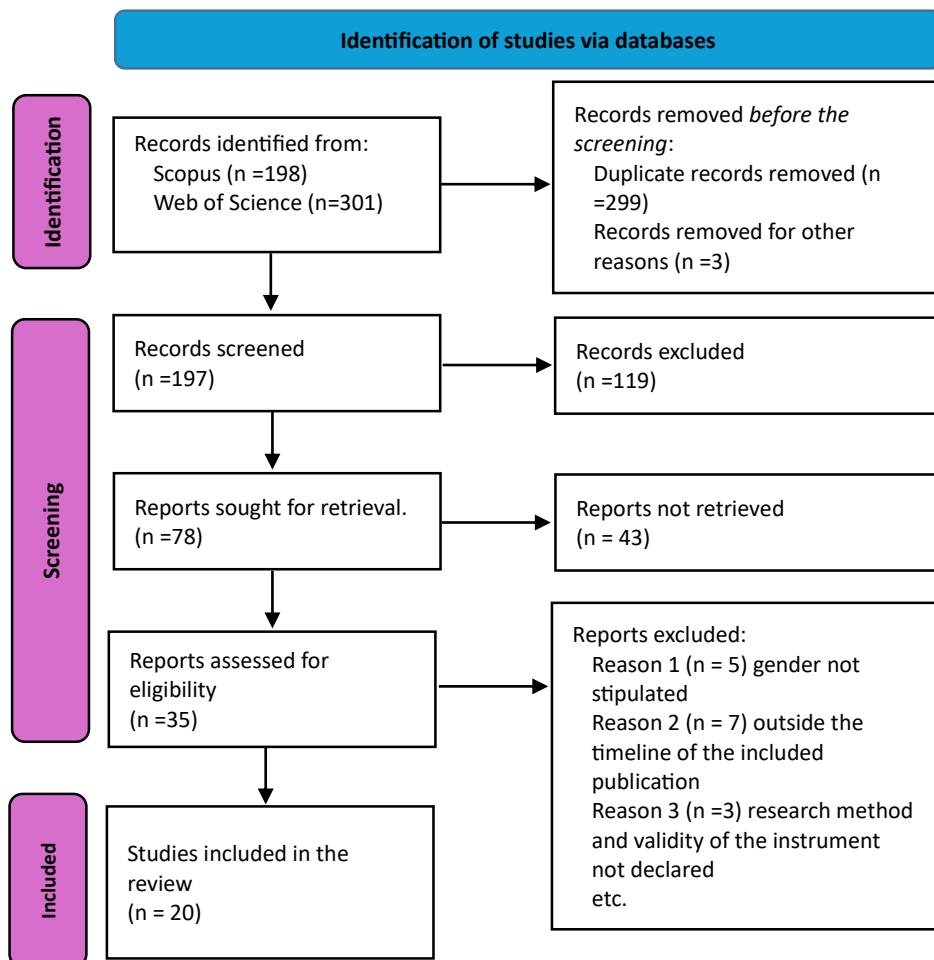 Identification of studies via databases
Identification
Records identified from:
Scopus (n =198)
Web of Science (n=301)
Records removed before the
screening:
Duplicate records removed (n
=299)
Records removed for other
reasons (n =3)
Screening
Records screened
(n =197)
Records excluded
(n =119)
Reports sought for retrieval.
(n =78)
Reports not retrieved
(n = 43)
Reports assessed for
eligibility
(n =35)
Reports excluded:
Reason 1 (n = 5) gender not
stipulated
Reason 2 (n = 7) outside the
timeline of the included
publication
Reason 3 (n =3) research method
and validity of the instrument
not declared
etc.
Included
Studies included in the
review
(n = 20)